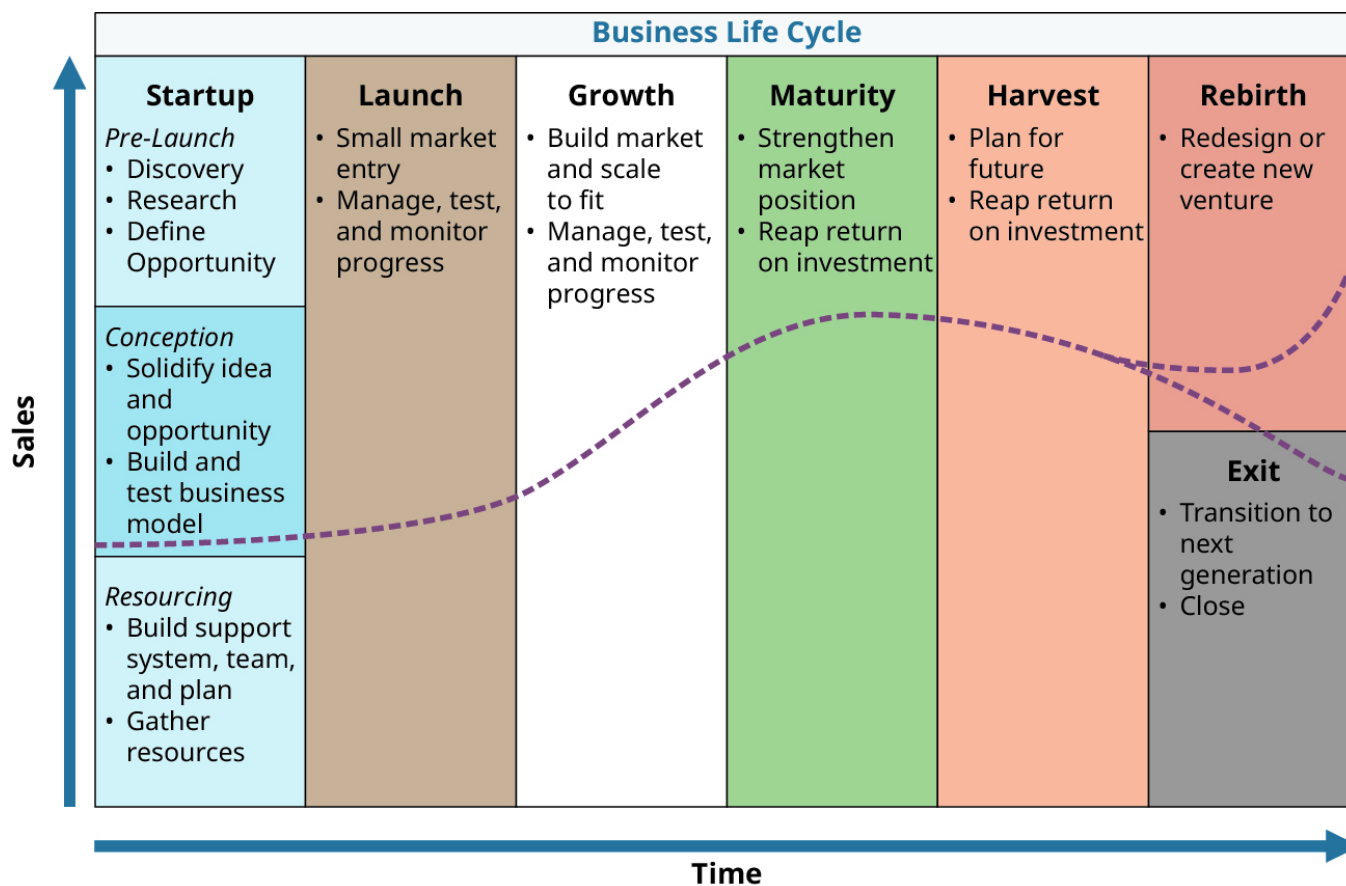 Business Life Cycle
Sales
Startup
Pre-Launch
• Discovery
• Research
• Define
Opportunity
Conception
• Solidify idea
and
opportunity
• Build and
test business
model
Resourcing
• Build support
system, team,
and plan
• Gather
resources
Launch
• Small market
entry
• Manage, test,
and monitor
progress
Growth
• Build market
and scale
to fit
• Manage, test,
and monitor
progress
Maturity
• Strengthen
market
position
• Reap return
on investment
Harvest
• Plan for
future
• Reap return
on investment
Rebirth
• Redesign or
create new
venture
Exit
• Transition to
next
generation
• Close
Time